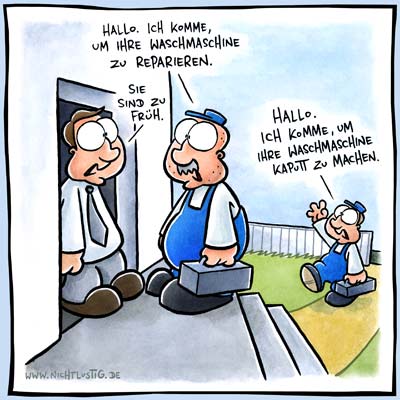 HALLO. ICH KOMME,
UM IHRE WASCHMASCHINE
ZU REPARIEREN.
SIE
SIND ZU
FRÜH.
HALLO.
ICH KOMME, UM
IHRE WASCHMASCHINE
KAPUTT ZU MACHEN.
WWW.NICHTLUSTIG.DE